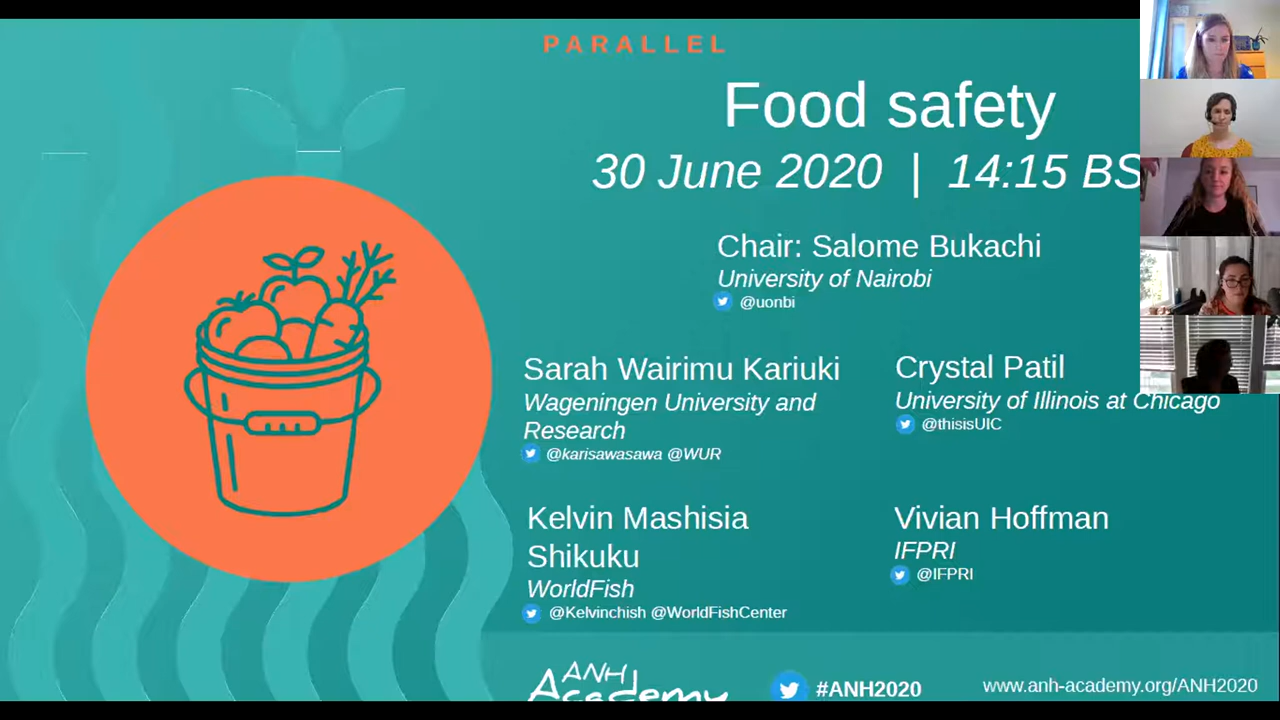 PARALLEL
Food safety
30 June 2020 | 14:15 BS
Chair: Salome Bukachi
University of Nairobi
@uonbi
Sarah Wairimu Kariuki
Wageningen University and
Research
@karisawasawa @WUR
Crystal Patil
University of Illinois at Chicago
@thisisUIC
Kelvin Mashisia
Shikuku
WorldFish
@Kelvinchish @WorldFishCenter
Vivian Hoffman
IFPRI
@IFPRI
ANH
Academy
#ANH2020
www.anh-academy.org/ANH2020